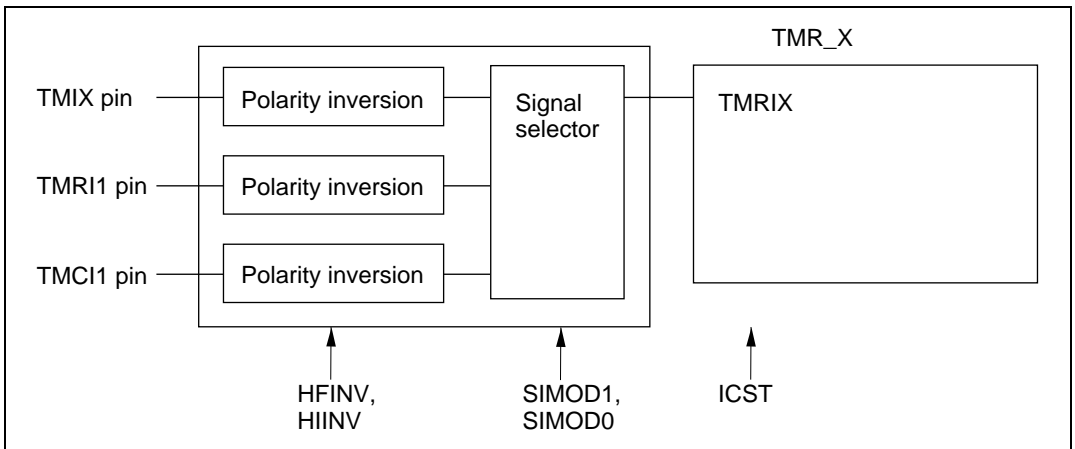 TMR_X
TMIX pin
Polarity inversion
Signal
selector
TMRIX
TMRI1 pin
Polarity inversion
TMCI1 pin
Polarity inversion
HFINV,
HIINV
SIMOD1,
SIMOD0
ICST